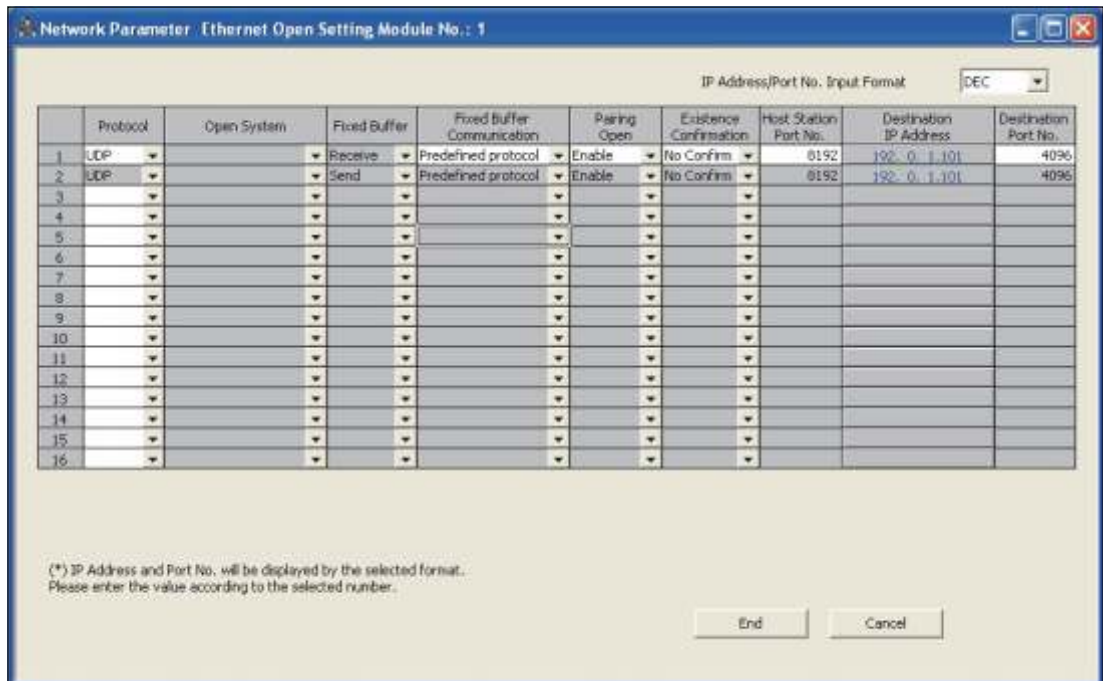 Network Parameter Ethernet Open Setting Module No.: 1
IP Address/Port No. Input Format DEC
Protocol Open System Fixed Buffer Fixed Buffer Communication Pairing Open Existence Confirmation Host Station Port No. Destination IP Address Destination Port No.
1 UDP Receive Predefined protocol Enable No Confirm 8192 192. 0. 1.101 4096
2 UDP Send Predefined protocol Enable No Confirm 8192 192. 0. 1.101 4096
3
4
5
6
7
8
9
10
11
12
13
14
15
16
(*) IP Address and Port No. will be displayed by the selected format.
Please enter the value according to the selected number.
End Cancel